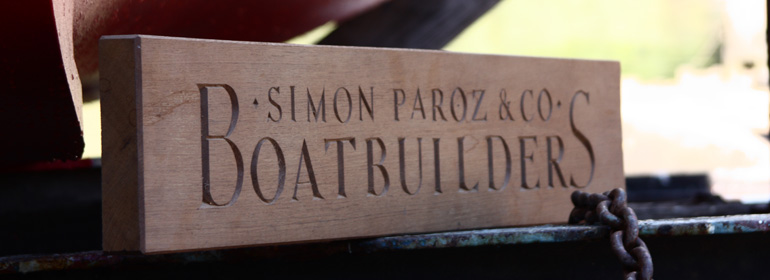 ·SIMON PAROZ & CO·
BOATBUILDERS